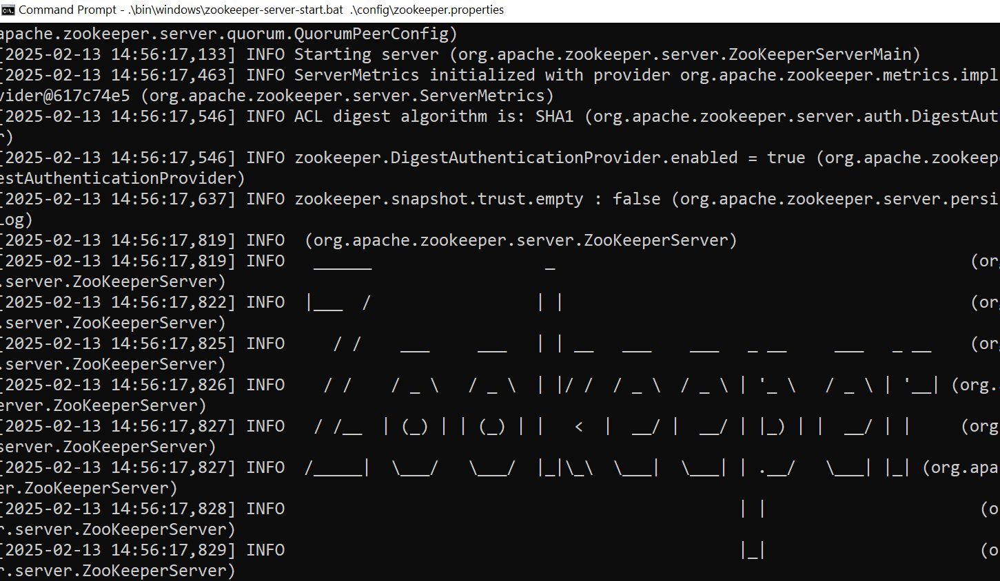 Command Prompt - .\bin\windows\zookeeper-server-start.bat  .\config\zookeeper.properties
apache.zookeeper.server.quorum.QuorumPeerConfig)
[2025-02-13 14:56:17,133] INFO Starting server (org.apache.zookeeper.server.ZooKeeperServerMain)
[2025-02-13 14:56:17,463] INFO ServerMetrics initialized with provider org.apache.zookeeper.metrics.impl
vider@617c74e5 (org.apache.zookeeper.server.ServerMetrics)
[2025-02-13 14:56:17,546] INFO ACL digest algorithm is: SHA1 (org.apache.zookeeper.server.auth.DigestAut
r)
[2025-02-13 14:56:17,546] INFO zookeeper.DigestAuthenticationProvider.enabled = true (org.apache.zookeep
estAuthenticationProvider)
[2025-02-13 14:56:17,637] INFO zookeeper.snapshot.trust.empty : false (org.apache.zookeeper.server.persi
Log)
[2025-02-13 14:56:17,819] INFO  (org.apache.zookeeper.server.ZooKeeperServer)
[2025-02-13 14:56:17,819] INFO   ______                  _                                           (or
.server.ZooKeeperServer)
[2025-02-13 14:56:17,822] INFO  |___  /                 | |                                          (or
.server.ZooKeeperServer)
[2025-02-13 14:56:17,825] INFO     / /    ___     ___   | | __   ___    ___   _ __     ___   _ __    (or
.server.ZooKeeperServer)
[2025-02-13 14:56:17,826] INFO    / /    / _ \   / _ \  | |/ /  / _ \  / _ \ | '_ \   / _ \ | '__| (org.
erver.ZooKeeperServer)
[2025-02-13 14:56:17,827] INFO   / /__  | (_) | | (_) | |   <  |  __/ |  __/ | |_) | |  __/ | |     (org
server.ZooKeeperServer)
[2025-02-13 14:56:17,827] INFO  /_____|  \___/   \___/  |_|\_\  \___|  \___| | .__/   \___| |_| (org.apa
er.ZooKeeperServer)
[2025-02-13 14:56:17,828] INFO                                               | |                      (o
r.server.ZooKeeperServer)
[2025-02-13 14:56:17,829] INFO                                               |_|                      (o
r.server.ZooKeeperServer)